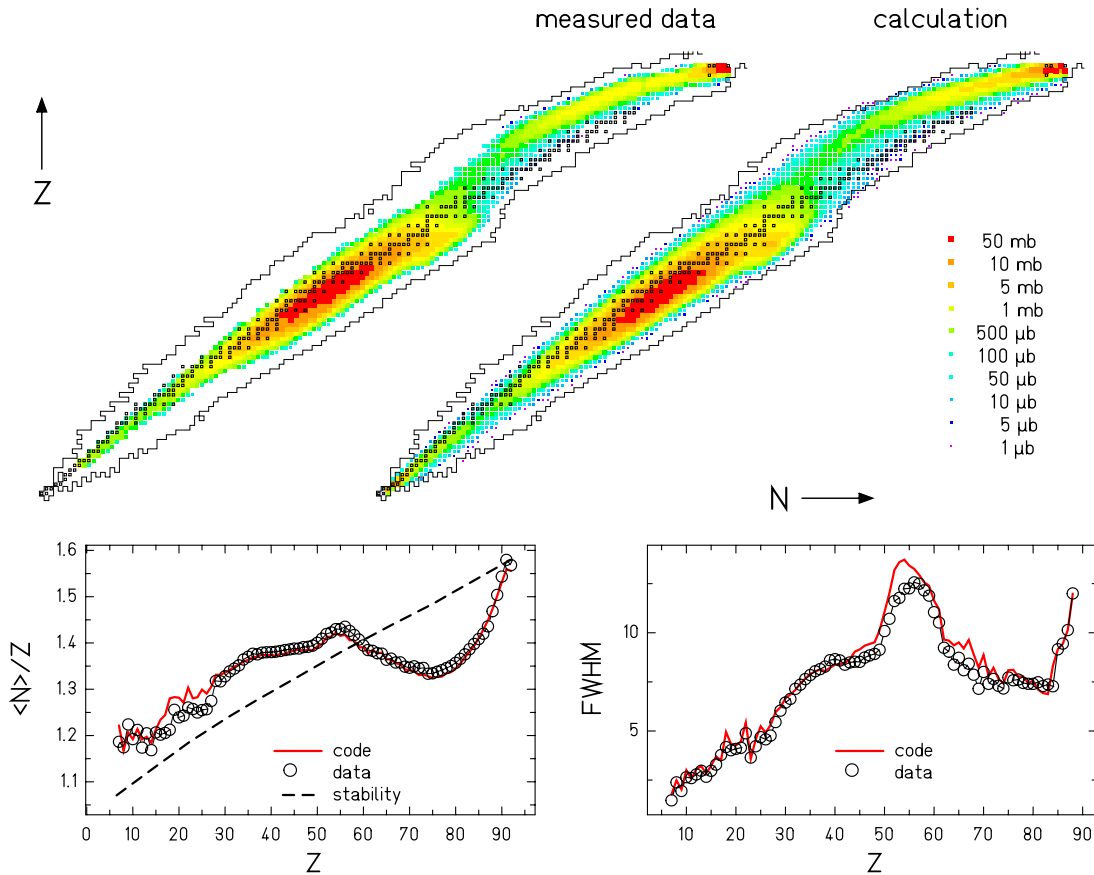 measured data
calculation
Z
50 mb
10 mb
5 mb
1 mb
500 µb
100 µb
50 µb
10 µb
5 µb
1 µb
N
1.6
1.5
1.4
1.3
1.2
1.1
<N>/Z
code
data
stability
0 10 20 30 40 50 60 70 80 90
Z
10
5
FWHM
code
data
10 20 30 40 50 60 70 80 90
Z